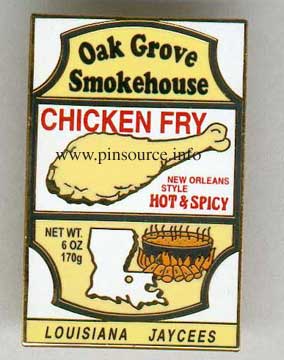 Oak Grove
Smokehouse
CHICKEN FRY
www.pinsource.info
NEW ORLEANS
STYLE
HOT & SPICY
NET WT.
6 OZ
170g
LOUISIANA JAYCEES